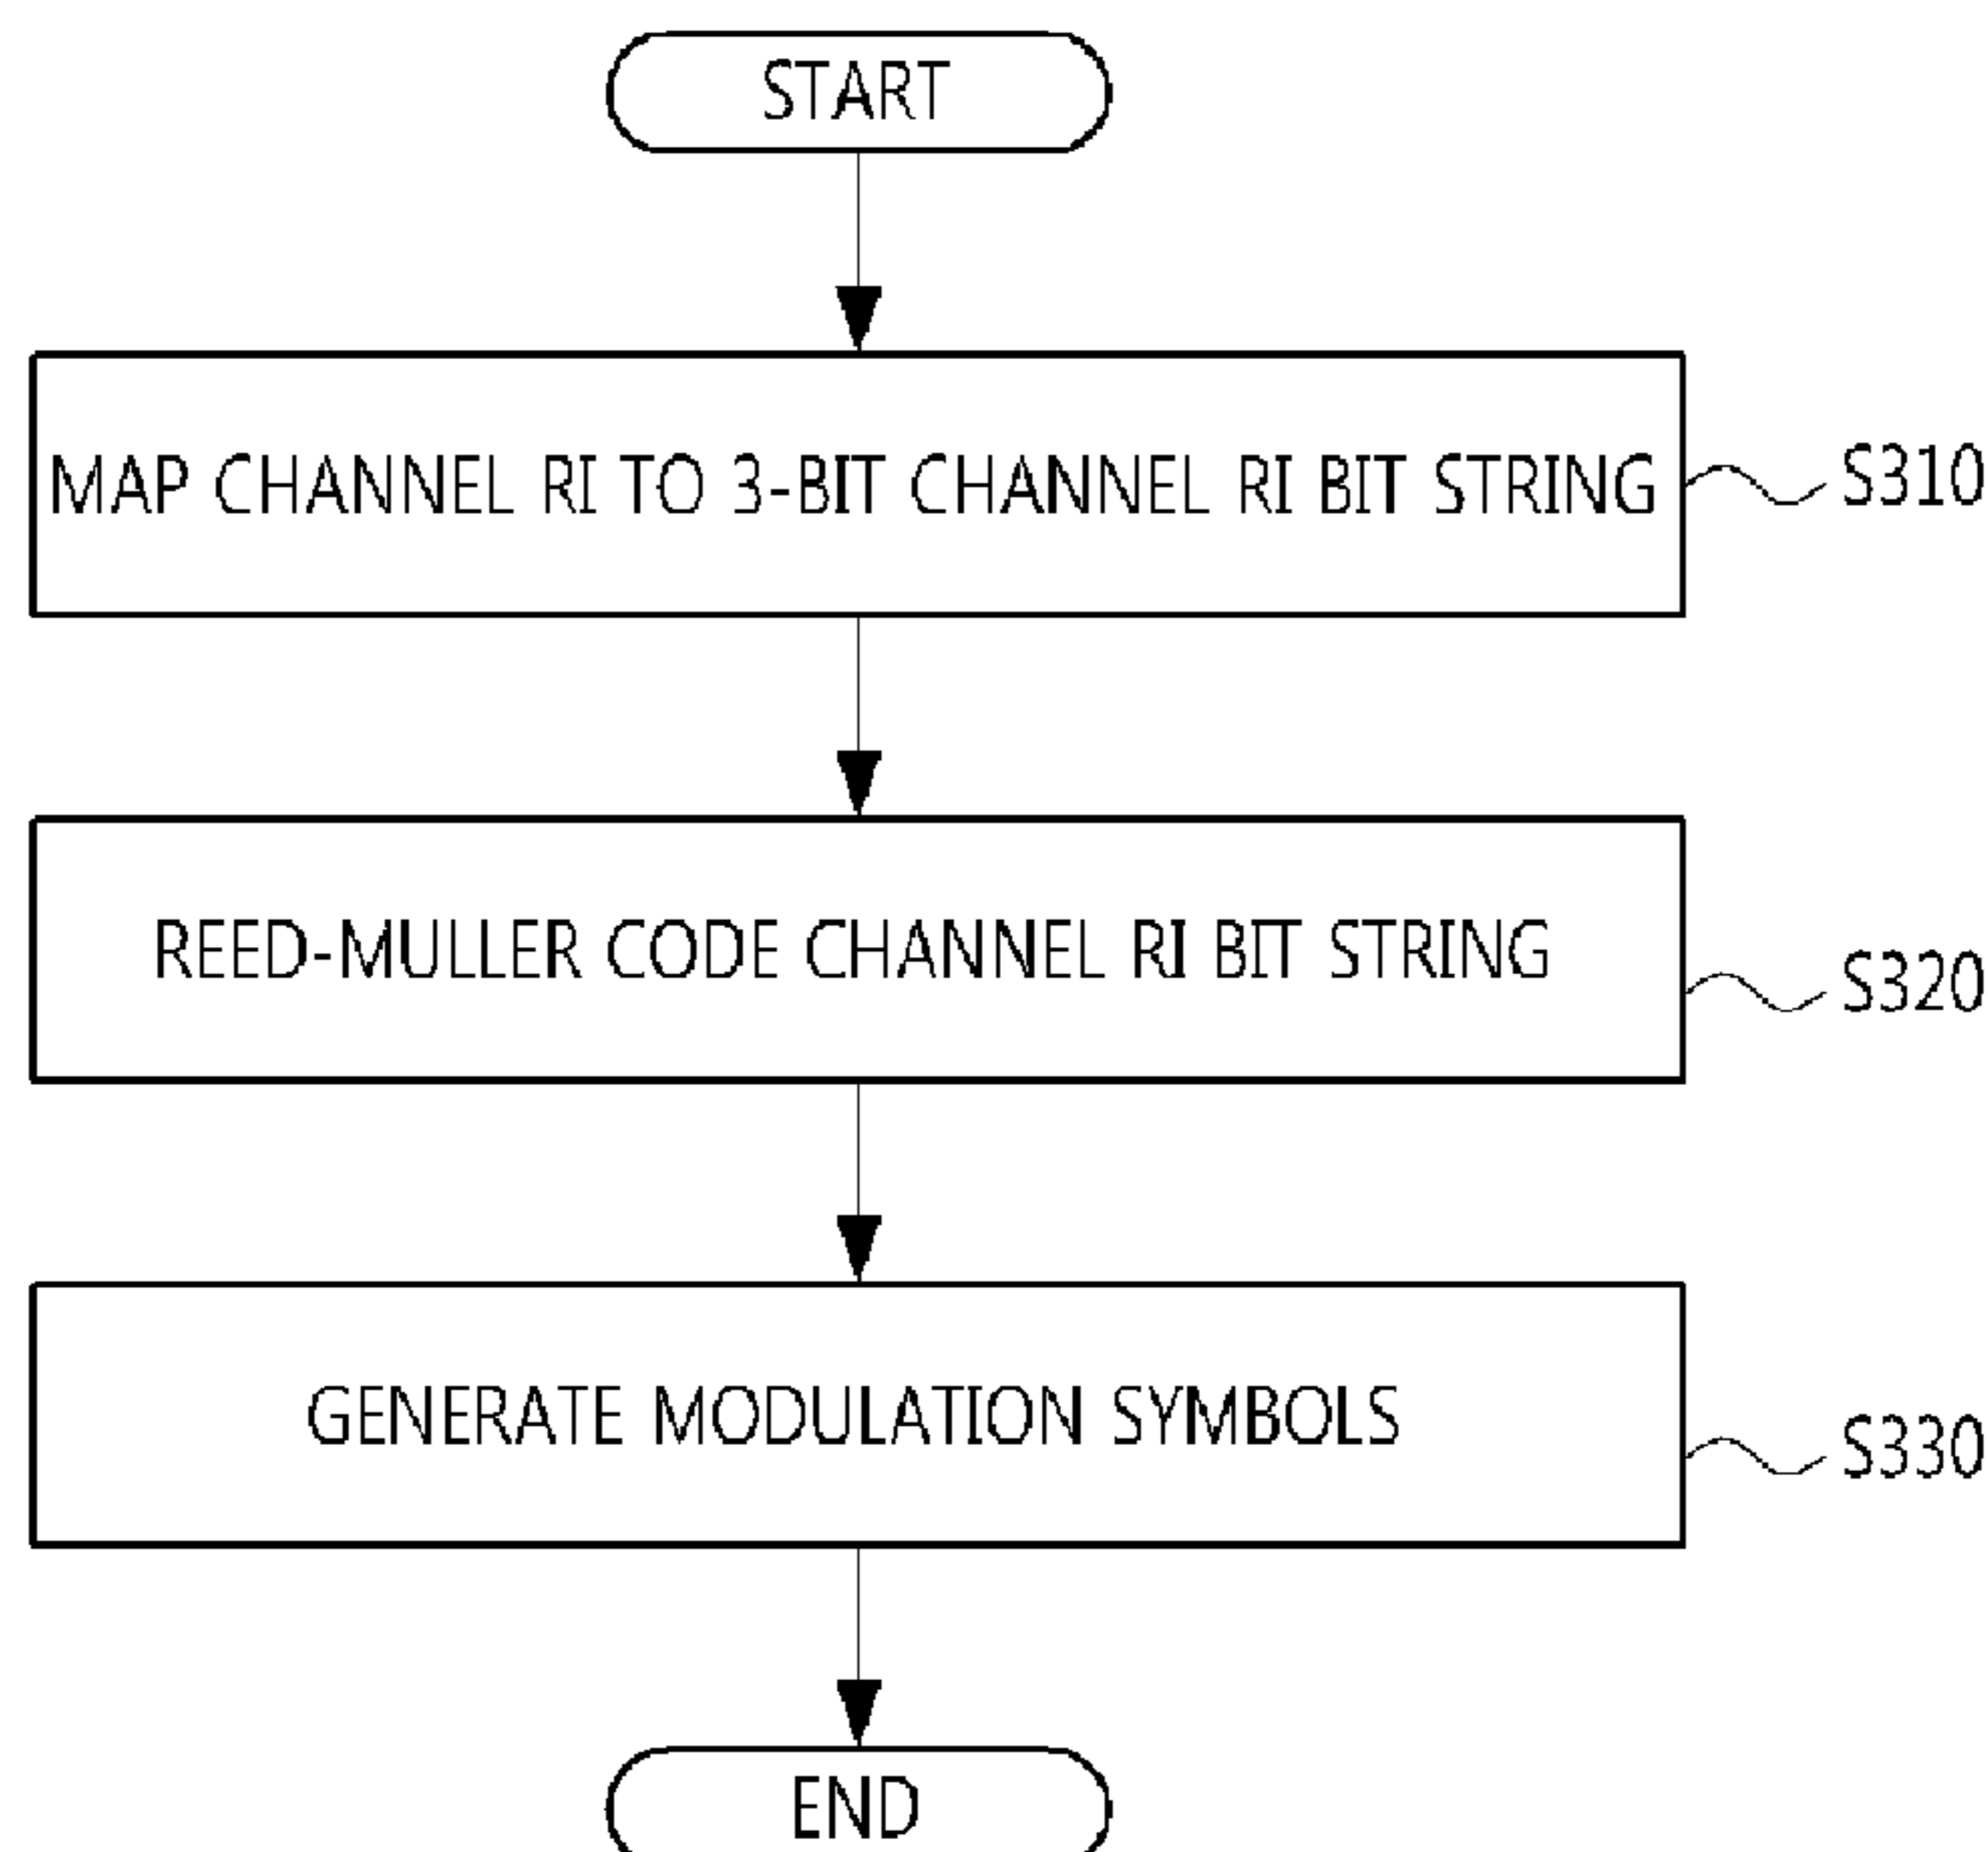 START
MAP CHANNEL RI TO 3-BIT CHANNEL RI BIT STRING
S310
REED-MULLER CODE CHANNEL RI BIT STRING
S320
GENERATE MODULATION SYMBOLS
S330
END